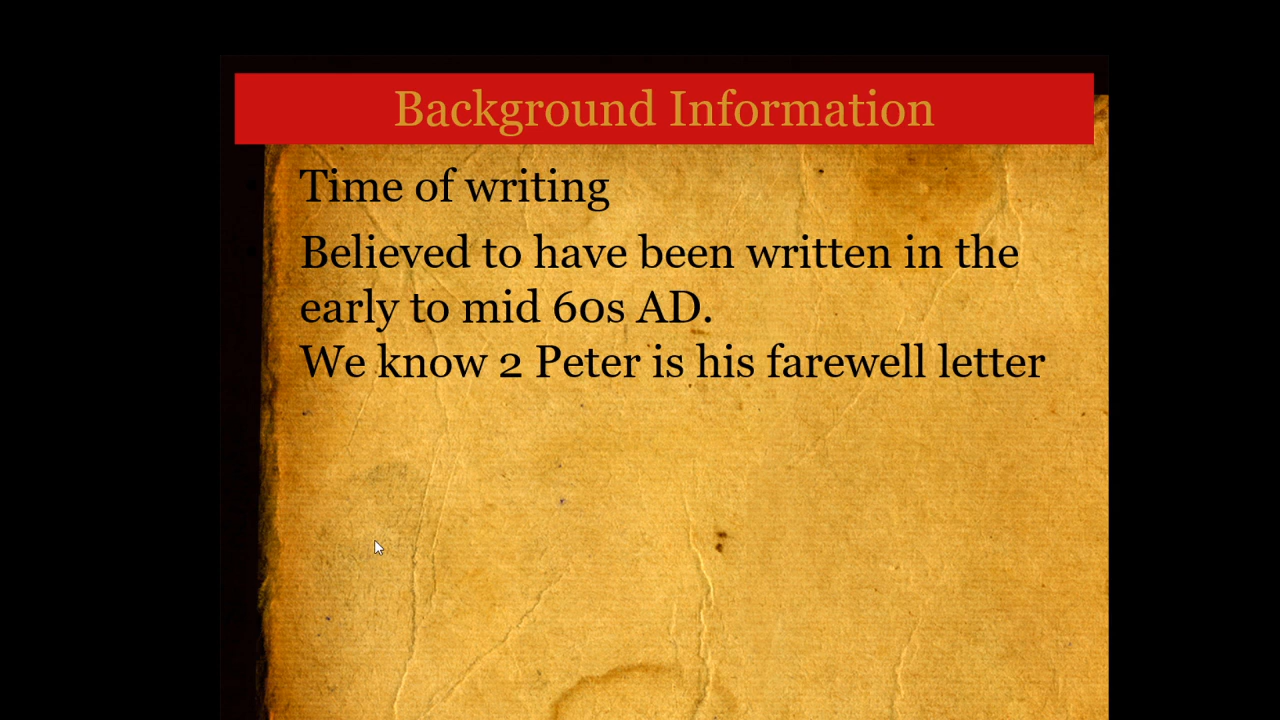 Background Information
Time of writing
Believed to have been written in the
early to mid 60s AD.
We know 2 Peter is his farewell letter